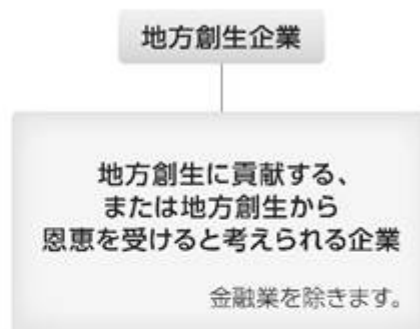 地方創生企業
地方創生に貢献する、
または地方創生から
恩恵を受けると考えられる企業
金融業を除きます。